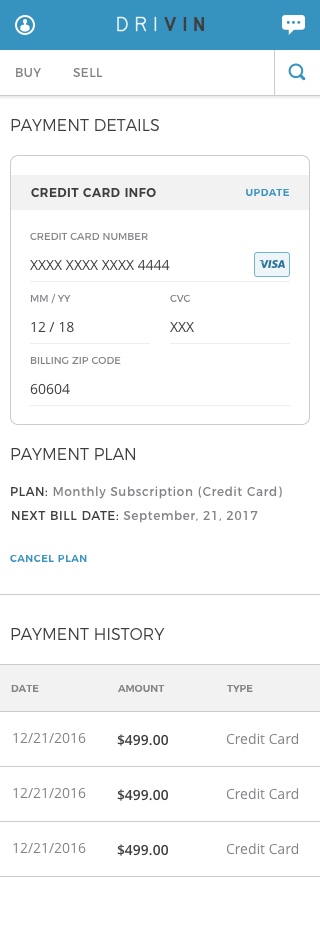 DRIVIN
BUY SELL
PAYMENT DETAILS
CREDIT CARD INFO UPDATE
CREDIT CARD NUMBER
XXXX XXXX XXXX 4444 VISA
MM / YY CVC
12 / 18 XXX
BILLING ZIP CODE
60604
PAYMENT PLAN
PLAN: Monthly Subscription (Credit Card)
NEXT BILL DATE: September, 21, 2017
CANCEL PLAN
PAYMENT HISTORY
DATE AMOUNT TYPE
12/21/2016 $499.00 Credit Card
12/21/2016 $499.00 Credit Card
12/21/2016 $499.00 Credit Card